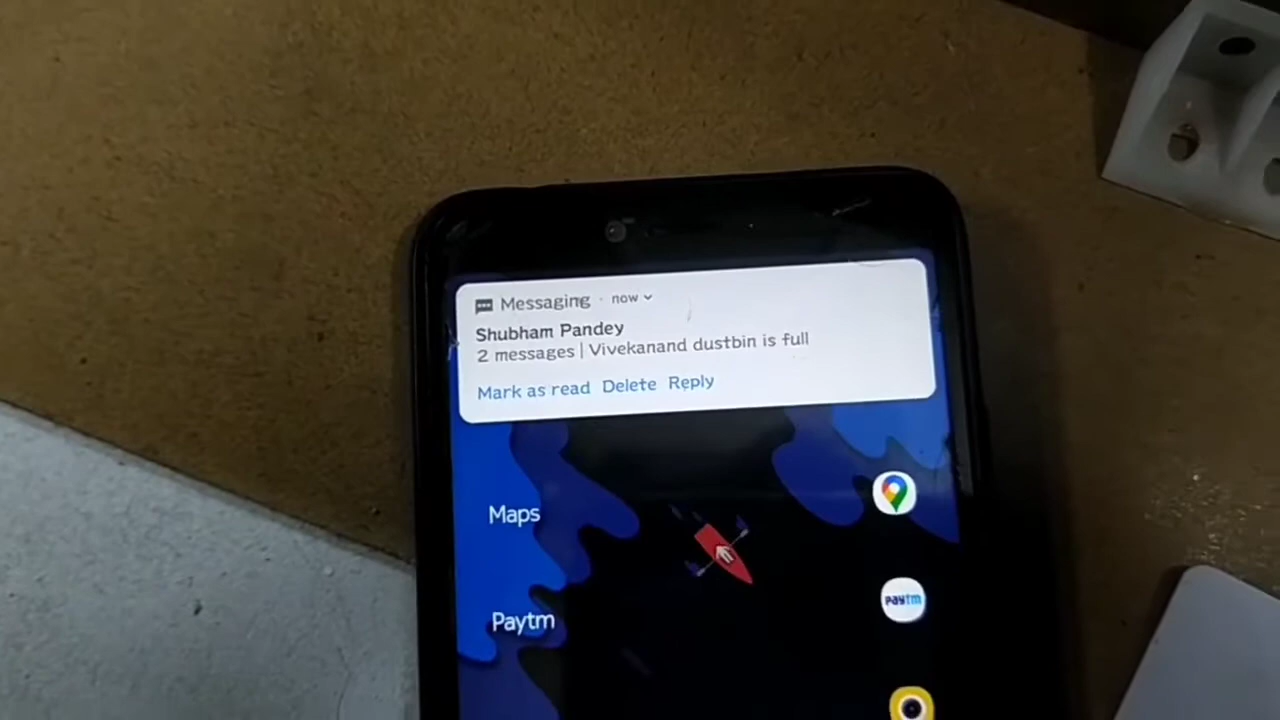 Messaging · now
Shubham Pandey
2 messages | Vivekanand dustbin is full
Mark as read Delete Reply
Maps
Paytm
Paytm